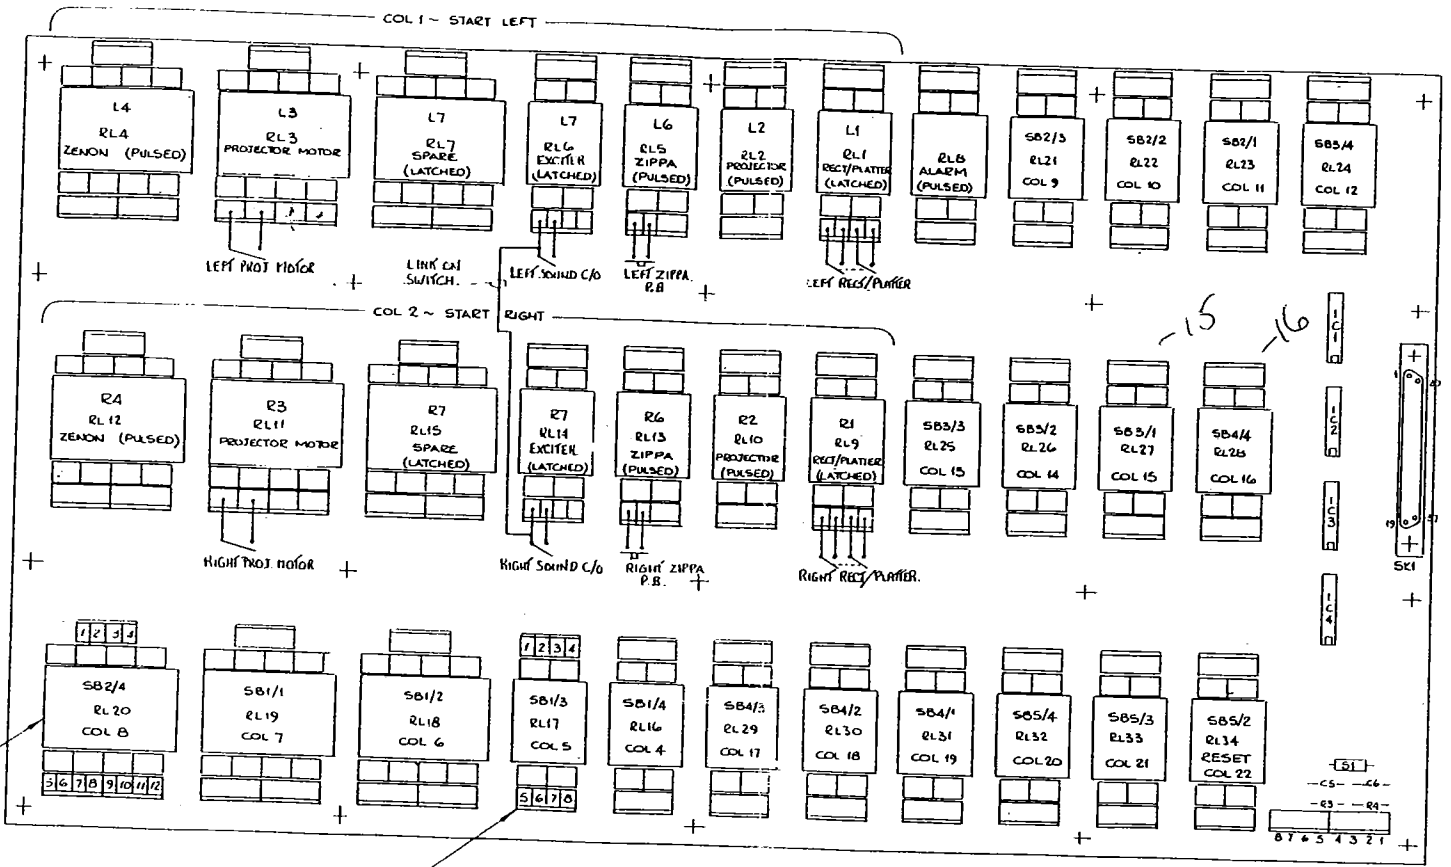 COL 1 ~ START LEFT
L4
RL4
ZENON (PULSED)
L3
RL3
PROJECTOR MOTOR
L7
RL7
SPARE
(LATCHED)
L7
RL6
EXCITER
(LATCHED)
L6
RL5
ZIPPA
(PULSED)
L2
RL2
PROJECTOR
(PULSED)
L1
RL1
RECT/PLATTER
(LATCHED)
RL8
ALARM
(PULSED)
SB2/3
RL21
COL 9
SB2/2
RL22
COL 10
SB2/1
RL23
COL 11
SB3/4
RL24
COL 12
LEFT PROJ MOTOR
LINK ON
SWITCH.
LEFT SOUND C/O
LEFT ZIPPA
P.B
LEFT RECT/PLATTER
COL 2 ~ START RIGHT
-15
-16
R4
RL12
ZENON (PULSED)
R3
RL11
PROJECTOR MOTOR
R7
RL15
SPARE
(LATCHED)
R7
RL14
EXCITER
(LATCHED)
R6
RL13
ZIPPA
(PULSED)
R2
RL10
PROJECTOR
(PULSED)
R1
RL9
RECT/PLATTER
(LATCHED)
SB3/3
RL25
COL 13
SB3/2
RL26
COL 14
SB3/1
RL27
COL 15
SB4/4
RL28
COL 16
IC1
IC2
IC3
IC4
1
20
19
37
SK1
RIGHT PROJ. MOTOR
RIGHT SOUND C/O
RIGHT ZIPPA
P.B.
RIGHT RECT/PLATTER.
1 2 3 4
SB2/4
RL20
COL 8
5 6 7 8 9 10 11 12
SB1/1
RL19
COL 7
SB1/2
RL18
COL 6
1 2 3 4
SB1/3
RL17
COL 5
5 6 7 8
SB1/4
RL16
COL 4
SB4/3
RL29
COL 17
SB4/2
RL30
COL 18
SB4/1
RL31
COL 19
SB5/4
RL32
COL 20
SB5/3
RL33
COL 21
SB5/2
RL34
RESET
COL 22
S1
-C5- -C6-
-R3- -R4-
8 7 6 5 4 3 2 1